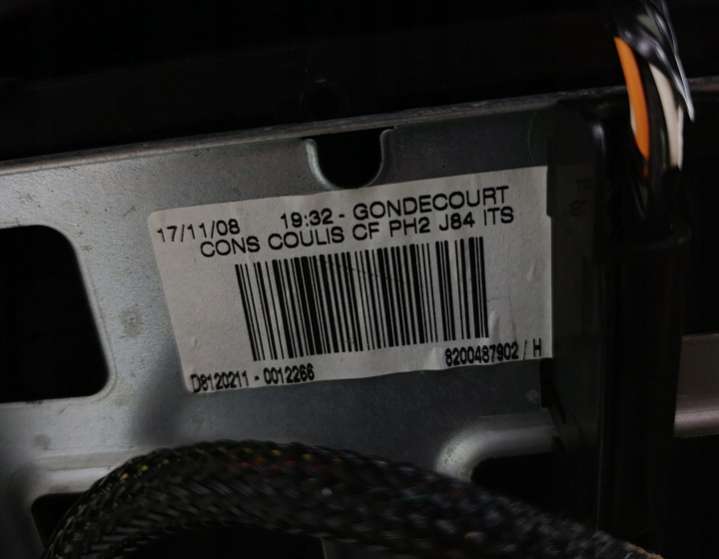 17/11/08 19:32 - GONDECOURT
CONS COULIS CF PH2 J84 ITS
D8120211 - 0012266 8200487902 / H